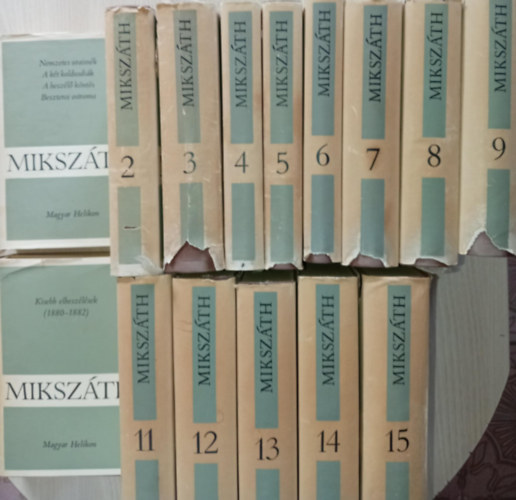 Nemzetes uraimék
A két koldusdiák
A beszélő köntös
Beszterce ostroma
MIKSZÁT
Magyar Helikon
MIKSZÁTH 2
MIKSZÁTH 3
MIKSZÁTH 4
MIKSZÁTH 5
MIKSZÁTH 6
MIKSZÁTH 7
MIKSZÁTH 8
MIKSZÁTH 9
Kisebb elbeszélések
(1880-1882)
MIKSZÁTH
Magyar Helikon
MIKSZÁTH 11
MIKSZÁTH 12
MIKSZÁTH 13
MIKSZÁTH 14
MIKSZÁTH 15